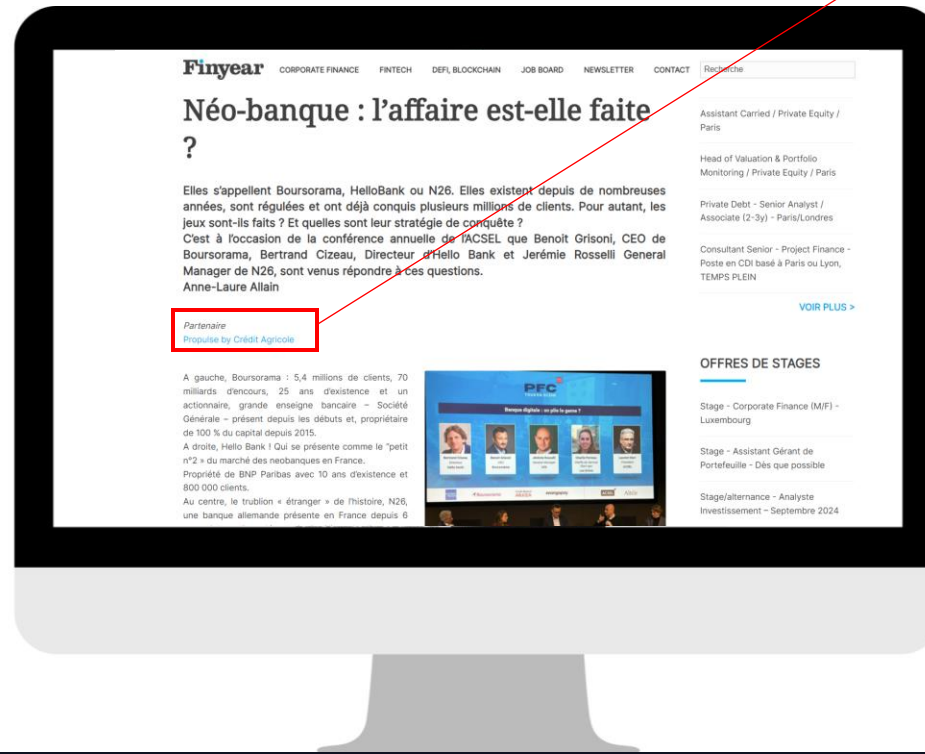 Finyear CORPORATE FINANCE FINTECH DEFI, BLOCKCHAIN JOB BOARD NEWSLETTER CONTACT Recherche
Néo-banque : l’affaire est-elle faite
?
Elles s’appellent Boursorama, HelloBank ou N26. Elles existent depuis de nombreuses
années, sont régulées et ont déjà conquis plusieurs millions de clients. Pour autant, les
jeux sont-ils faits ? Et quelles sont leur stratégie de conquête ?
C’est à l’occasion de la conférence annuelle de l’ACSEL que Benoit Grisoni, CEO de
Boursorama, Bertrand Cizeau, Directeur d’Hello Bank et Jerémie Rosselli General
Manager de N26, sont venus répondre à ces questions.
Anne-Laure Allain
Partenaire
Propulse by Crédit Agricole
A gauche, Boursorama : 5,4 millions de clients, 70
milliards d’encours, 25 ans d’existence et un
actionnaire, grande enseigne bancaire – Société
Générale – présent depuis les débuts et, propriétaire
de 100 % du capital depuis 2015.
A droite, Hello Bank ! Qui se présente comme le “petit
n°2 » du marché des neobanques en France.
Propriété de BNP Paribas avec 10 ans d’existence et
800 000 clients.
Au centre, le trublion « étranger » de l’histoire, N26,
une banque allemande présente en France depuis 6
PFC
Banque digitale : on plie le game ?
Assistant Carried / Private Equity /
Paris
Head of Valuation & Portfolio
Monitoring / Private Equity / Paris
Private Debt - Senior Analyst /
Associate (2-3y) - Paris/Londres
Consultant Senior - Project Finance -
Poste en CDI basé à Paris ou Lyon,
TEMPS PLEIN
VOIR PLUS >
OFFRES DE STAGES
Stage - Corporate Finance (M/F) -
Luxembourg
Stage - Assistant Gérant de
Portefeuille - Dès que possible
Stage/alternance - Analyste
Investissement – Septembre 2024